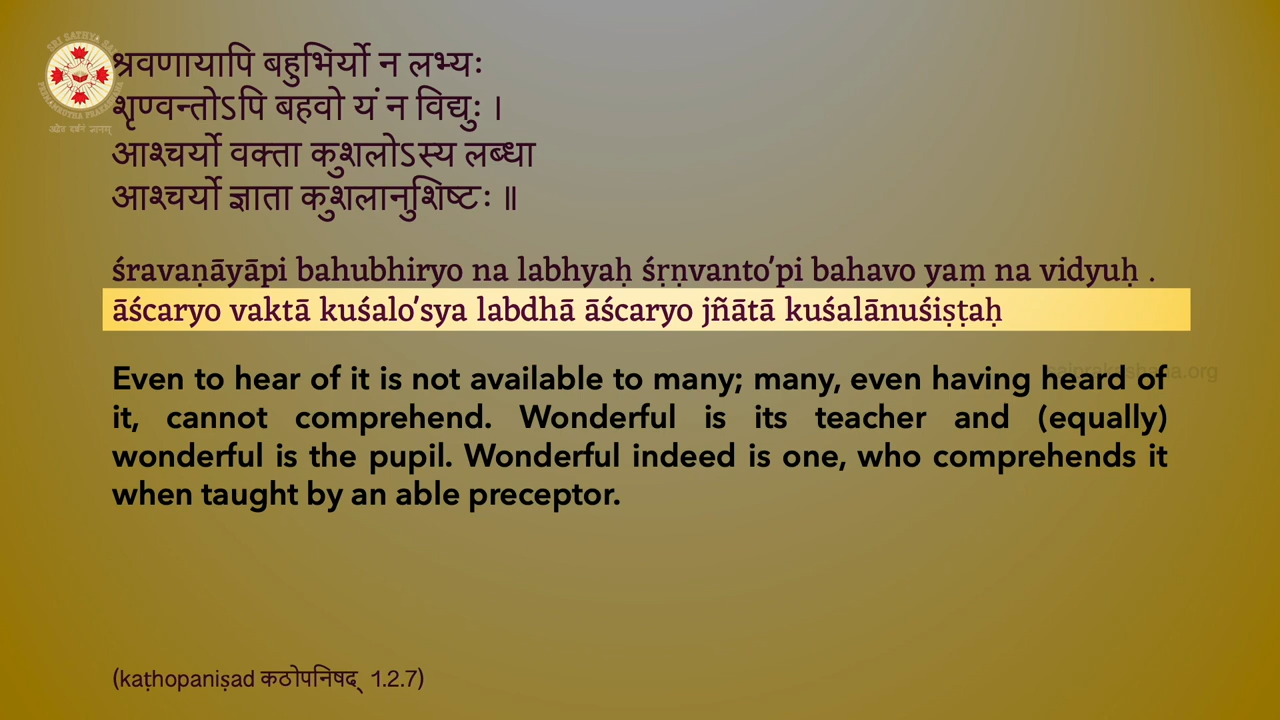 श्रवणायापि बहुभिर्यो न लभ्यः
शृण्वन्तोऽपि बहवो यं न विद्युः ।
आश्चर्यो वक्ता कुशलोऽस्य लब्धा
आश्चर्यो ज्ञाता कुशलानुशिष्टः ॥
śravaṇāyāpi bahubhiryo na labhyaḥ śṛṇvanto'pi bahavo yaṃ na vidyuḥ .
āścaryo vaktā kuśalo'sya labdhā āścaryo jñātā kuśalānuśiṣṭaḥ
Even to hear of it is not available to many; many, even having heard of
it, cannot comprehend. Wonderful is its teacher and (equally)
wonderful is the pupil. Wonderful indeed is one, who comprehends it
when taught by an able preceptor.
(kaṭhopaniṣad कठोपनिषद् 1.2.7)